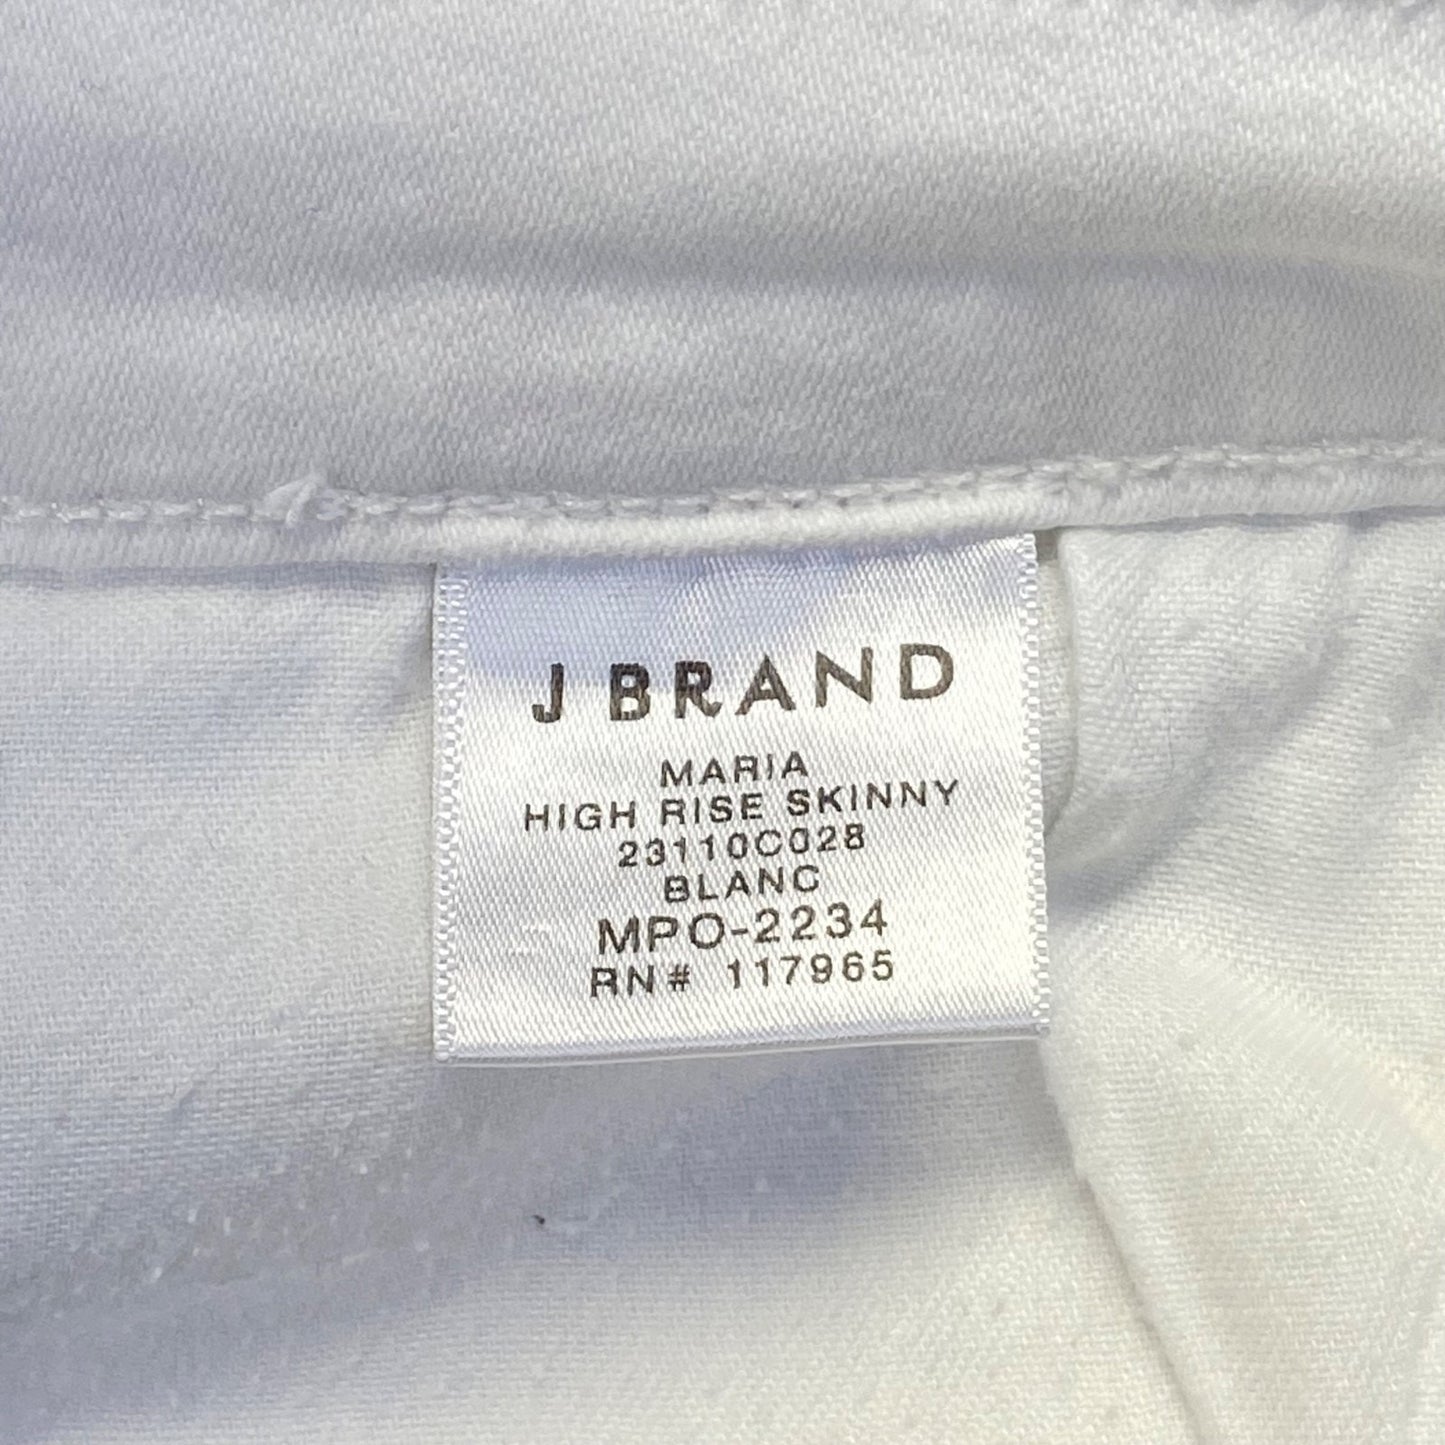 J BRAND
MARIA
HIGH RISE SKINNY
23110C028
BLANC
MPO-2234
RN# 117965